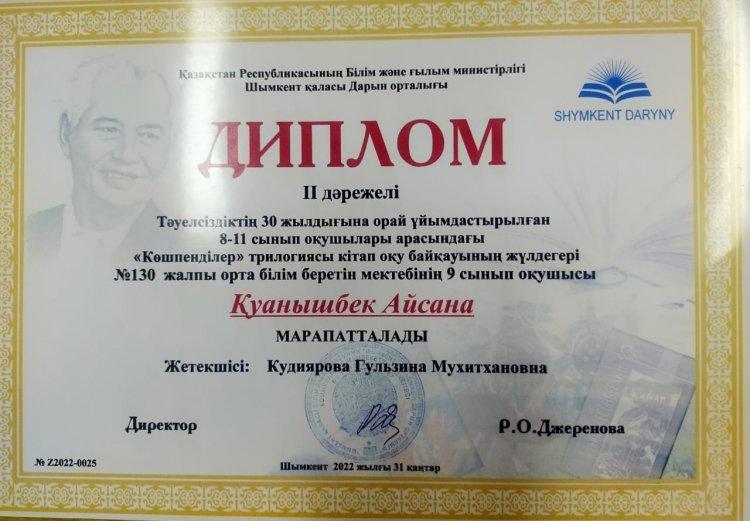 Қазақстан Республикасының Білім және ғылым министірлігі
Шымкент қаласы Дарын орталығы
SHYMKENT DARYNY
ДИПЛОМ
ІІ дәрежелі
Тәуелсіздіктің 30 жылдығына орай ұйымдастырылған
8-11 сынып оқушылары арасындағы
«Көшпенділер» трилогиясы кітап оқу байқауының жүлдегері
№130 жалпы орта білім беретін мектебінің 9 сынып оқушысы
Қуанышбек Айсана
МАРАПАТТАЛАДЫ
Жетекшісі: Кудиярова Гульзина Мухитхановна
Директор
Р.О.Джеренова
№ Z2022-0025
Шымкент 2022 жылғы 31 қаңтар